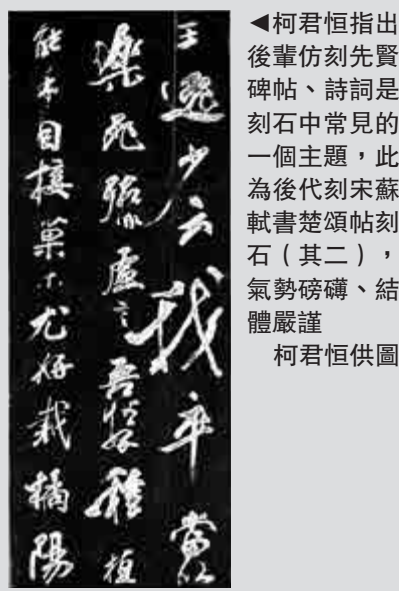 王逸少云我卒當以
樂死殆非虛言吾性好種植
能手自接菓木尤好栽橘陽
◀柯君恒指出
後輩仿刻先賢
碑帖、詩詞是
刻石中常見的
一個主題,此
為後代刻宋蘇
軾書楚頌帖刻
石(其二),
氣勢磅礴、結
體嚴謹
柯君恒供圖